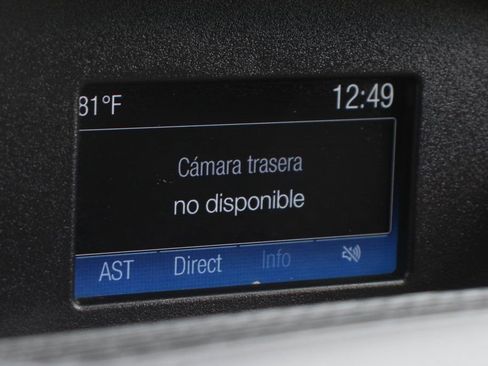 81°F 12:49
Cámara trasera
no disponible
AST Direct Info